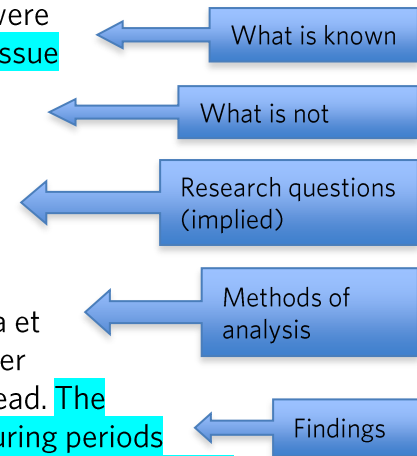 were
What is known
issue
What is not
Research questions
(implied)
Methods of
analysis
a et
er
ead. The
uring periods
Findings